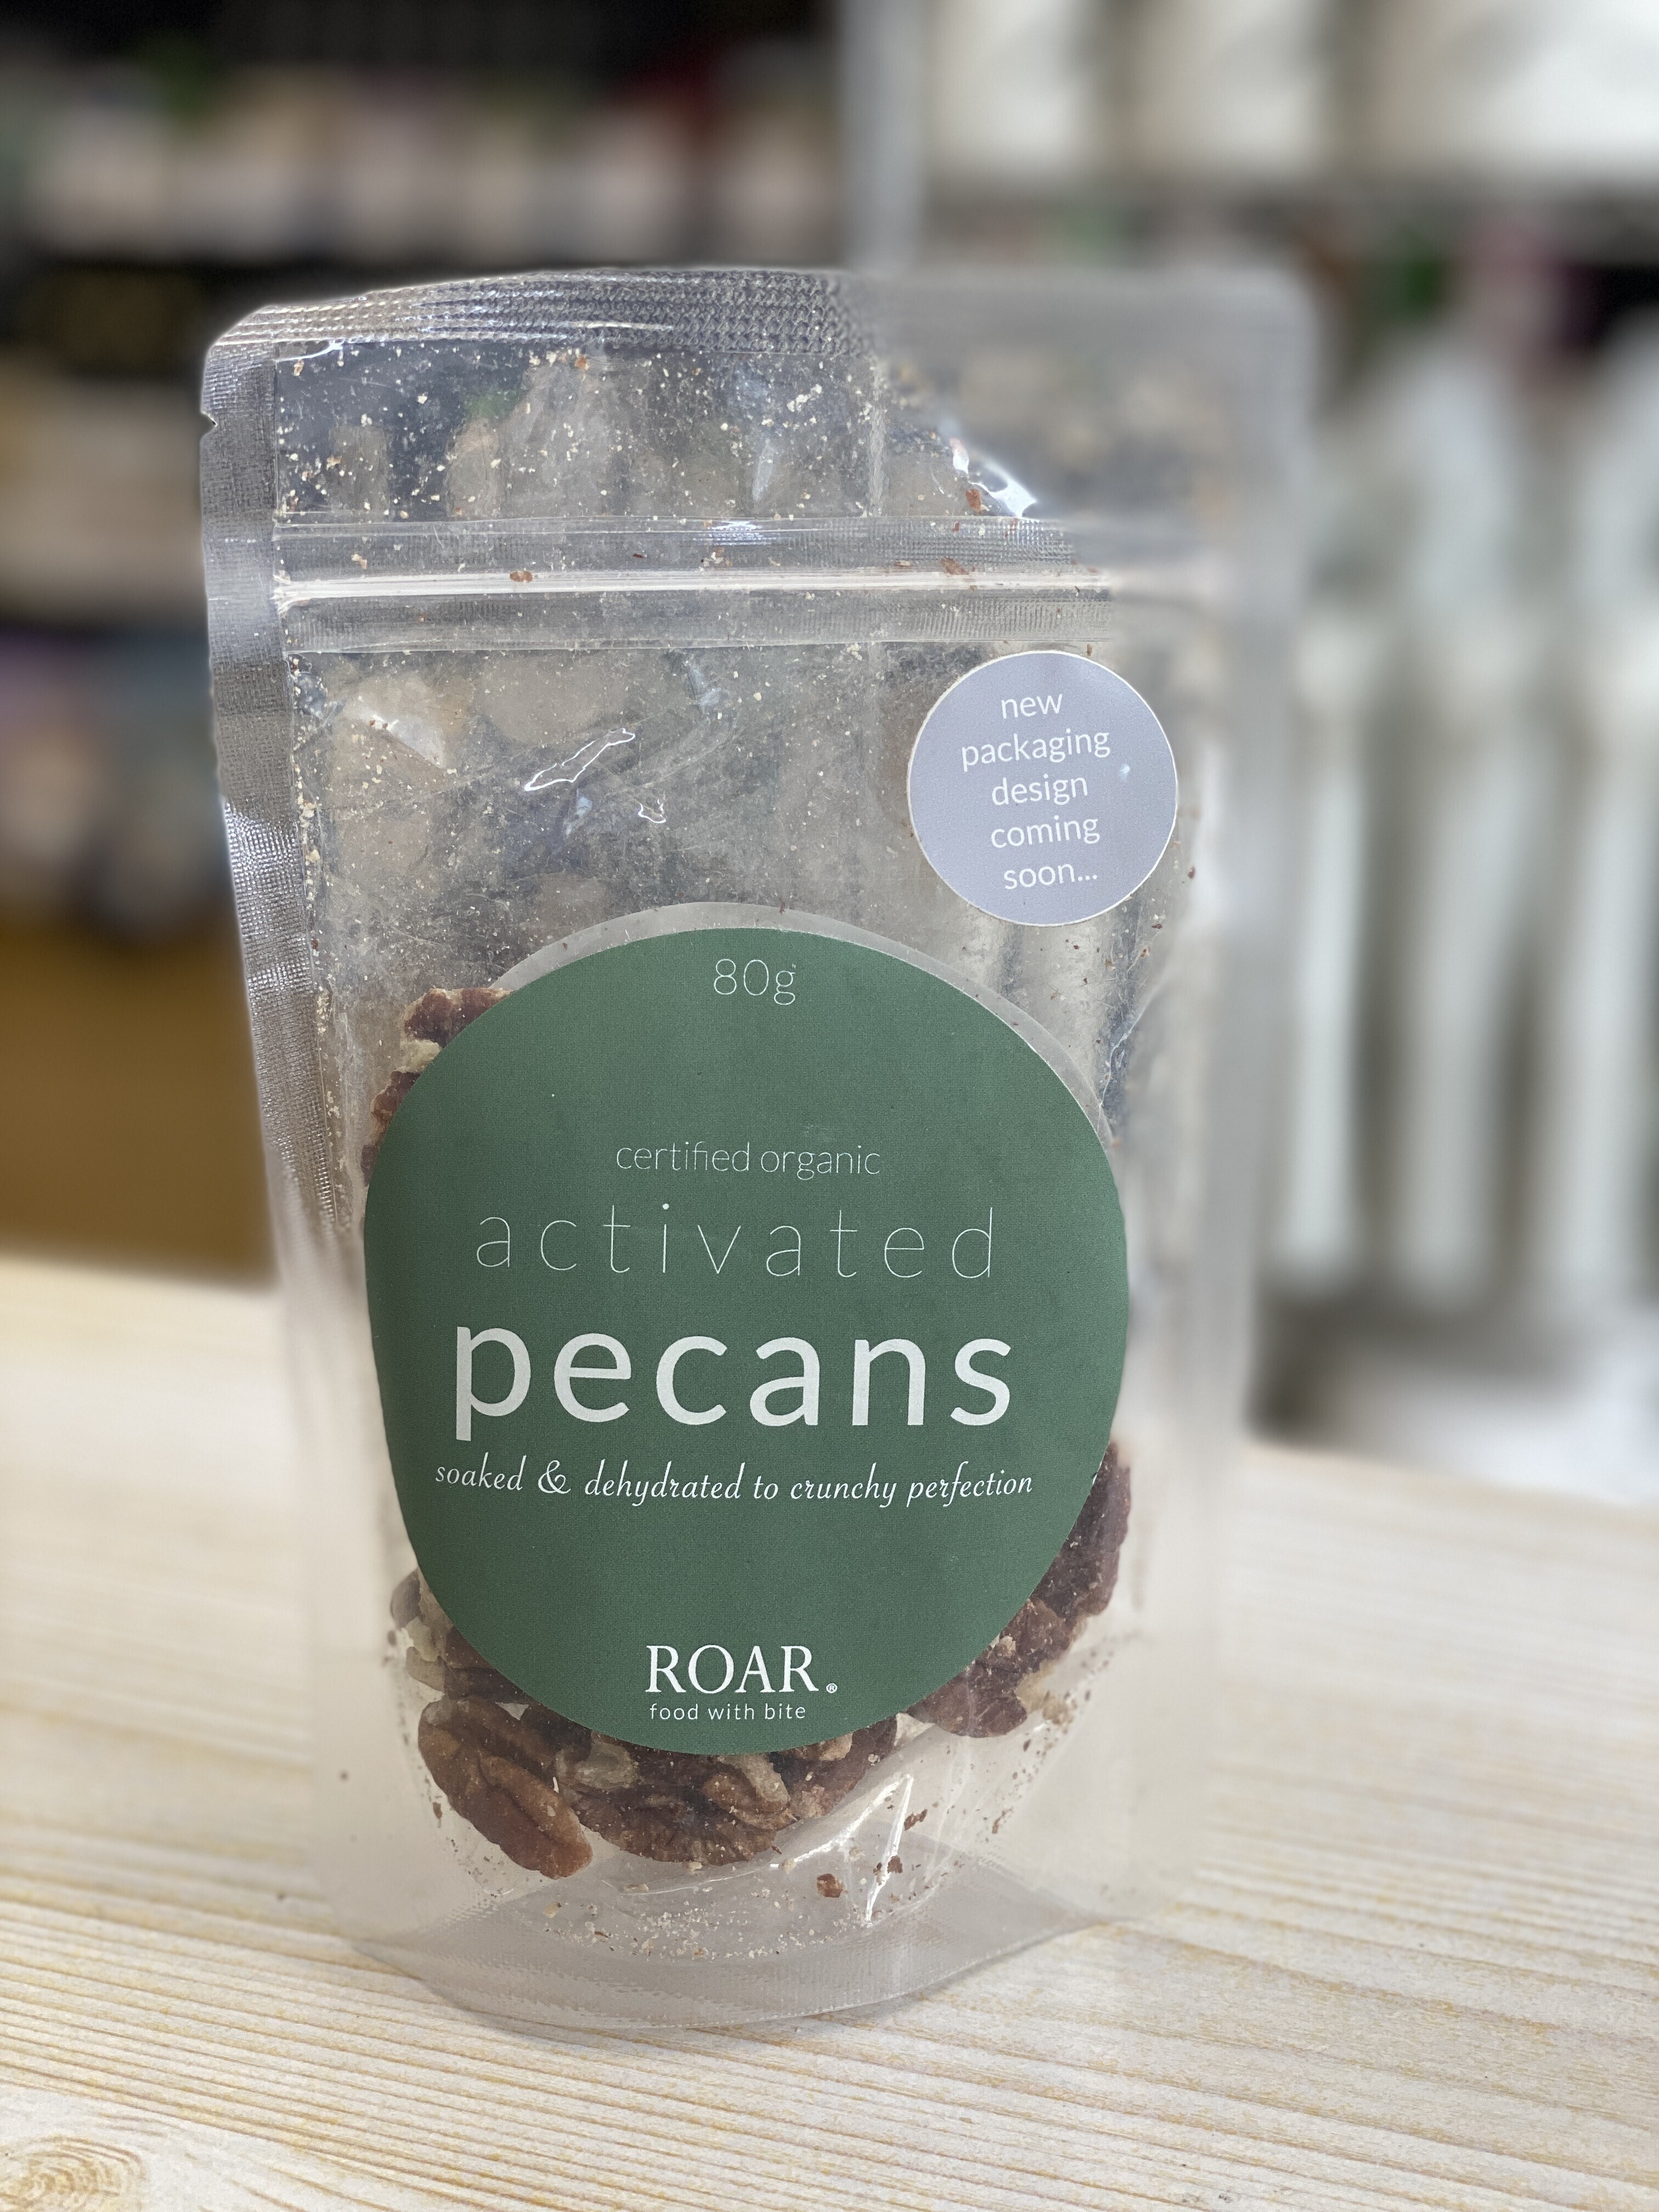 new
packaging
design
coming
soon...
80g
certified organic
activated
pecans
soaked & dehydrated to crunchy perfection
ROAR®
food with bite